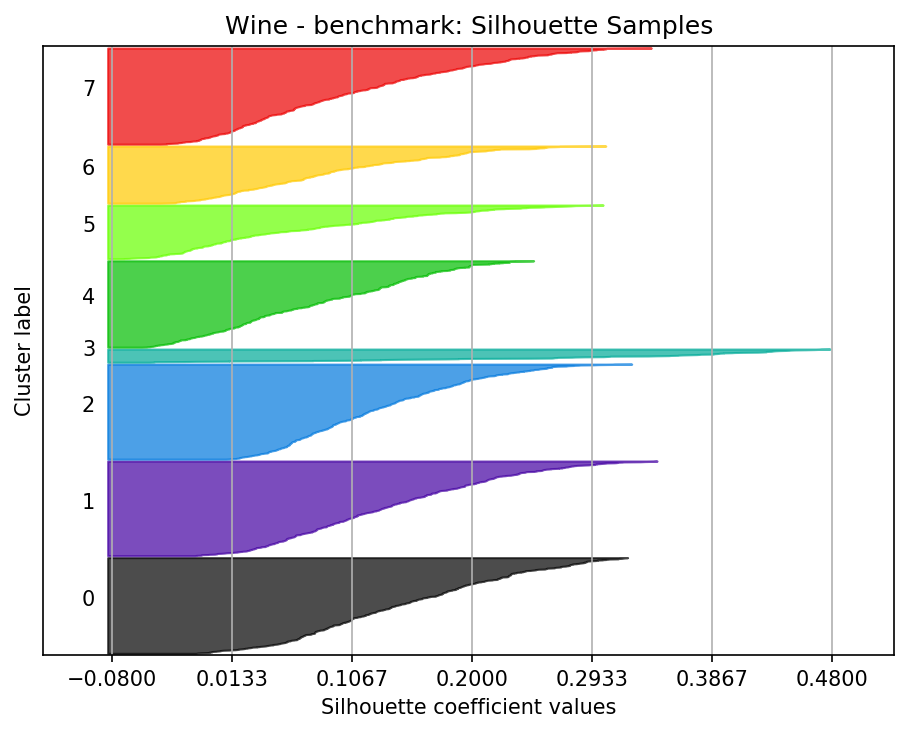 Wine - benchmark: Silhouette Samples
7
6
5
4
3
2
1
0
Cluster label
−0.0800 0.0133 0.1067 0.2000 0.2933 0.3867 0.4800
Silhouette coefficient values